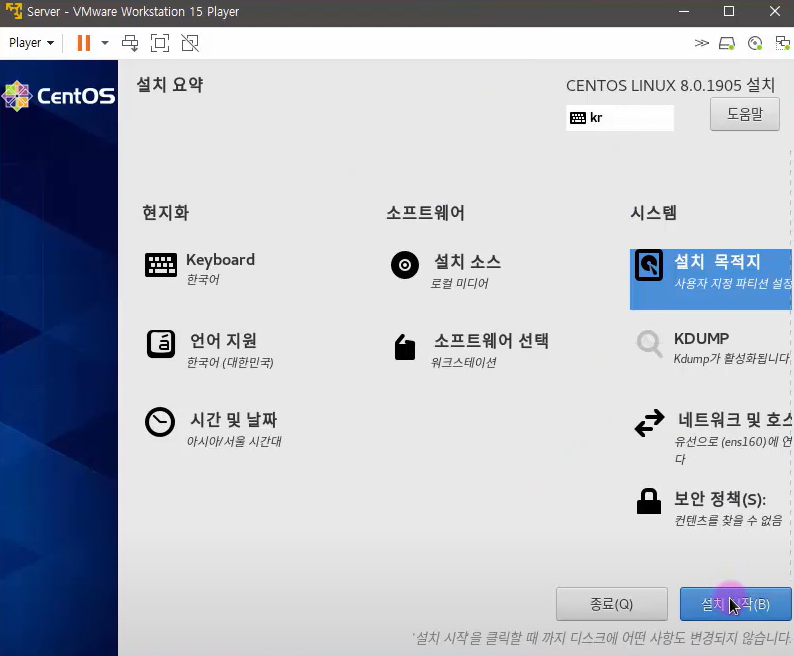 Server - VMware Workstation 15 Player
Player
CentOS
설치 요약
CENTOS LINUX 8.0.1905 설치
kr
도움말
현지화
소프트웨어
시스템
Keyboard
한국어
설치 소스
로컬 미디어
설치 목적지
사용자 지정 파티션 설정
언어 지원
한국어 (대한민국)
소프트웨어 선택
워크스테이션
KDUMP
Kdump가 활성화됩니다
시간 및 날짜
아시아/서울 시간대
네트워크 및 호스
유선으로 (ens160)에 연
다
보안 정책(S):
컨텐츠를 찾을 수 없음
종료(Q)
설치 시작(B)
'설치 시작'을 클릭할 때 까지 디스크에 어떤 사항도 변경되지 않습니다.